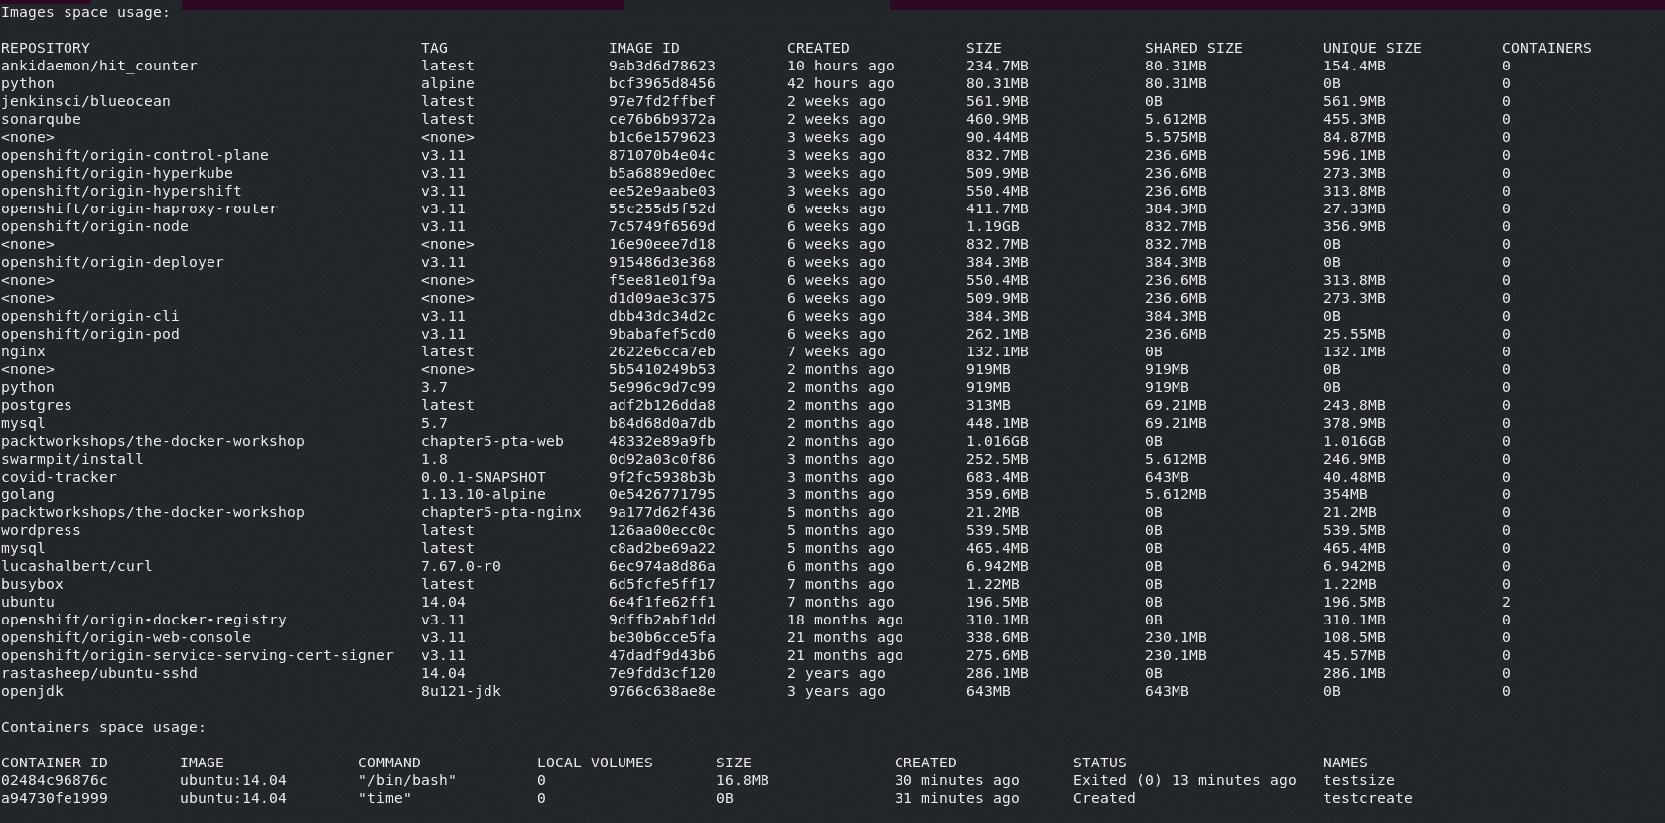 Images space usage:
REPOSITORY TAG IMAGE ID CREATED SIZE SHARED SIZE UNIQUE SIZE CONTAINERS
ankidaemon/hit_counter latest 9ab3d6d78623 10 hours ago 234.7MB 80.31MB 154.4MB 0
python alpine bcf3965d8456 42 hours ago 80.31MB 80.31MB 0B 0
jenkinsci/blueocean latest 97e7fd2ffbef 2 weeks ago 561.9MB 0B 561.9MB 0
sonarqube latest ce76b6b9372a 2 weeks ago 460.9MB 5.612MB 455.3MB 0
<none> <none> b1c6e1579623 3 weeks ago 90.44MB 5.575MB 84.87MB 0
openshift/origin-control-plane v3.11 871070b4e04c 3 weeks ago 832.7MB 236.6MB 596.1MB 0
openshift/origin-hyperkube v3.11 b5a6889ed0ec 3 weeks ago 509.9MB 236.6MB 273.3MB 0
openshift/origin-hypershift v3.11 ee52e9aabe03 3 weeks ago 550.4MB 236.6MB 313.8MB 0
openshift/origin-haproxy-router v3.11 55c255d5f52d 6 weeks ago 411.7MB 384.3MB 27.33MB 0
openshift/origin-node v3.11 7c5749f6569d 6 weeks ago 1.19GB 832.7MB 356.9MB 0
<none> <none> 16e90eee7d18 6 weeks ago 832.7MB 832.7MB 0B 0
openshift/origin-deployer v3.11 915486d3e368 6 weeks ago 384.3MB 384.3MB 0B 0
<none> <none> f5ee81e01f9a 6 weeks ago 550.4MB 236.6MB 313.8MB 0
<none> <none> d1d09ae3c375 6 weeks ago 509.9MB 236.6MB 273.3MB 0
openshift/origin-cli v3.11 dbb43dc34d2c 6 weeks ago 384.3MB 384.3MB 0B 0
openshift/origin-pod v3.11 9babafef5cd0 6 weeks ago 262.1MB 236.6MB 25.55MB 0
nginx latest 2622e6cca7eb 7 weeks ago 132.1MB 0B 132.1MB 0
<none> <none> 5b5410249b53 2 months ago 919MB 919MB 0B 0
python 3.7 5e996c9d7c99 2 months ago 919MB 919MB 0B 0
postgres latest adf2b126dda8 2 months ago 313MB 69.21MB 243.8MB 0
mysql 5.7 b84d68d0a7db 2 months ago 448.1MB 69.21MB 378.9MB 0
packtworkshops/the-docker-workshop chapter5-pta-web 48332e89a9fb 2 months ago 1.016GB 0B 1.016GB 0
swarmpit/install 1.8 0d92a03c0f86 3 months ago 252.5MB 5.612MB 246.9MB 0
covid-tracker 0.0.1-SNAPSHOT 9f2fc5938b3b 3 months ago 683.4MB 643MB 40.48MB 0
golang 1.13.10-alpine 0e5426771795 3 months ago 359.6MB 5.612MB 354MB 0
packtworkshops/the-docker-workshop chapter5-pta-nginx 9a177d62f436 5 months ago 21.2MB 0B 21.2MB 0
wordpress latest 126aa00ecc0c 5 months ago 539.5MB 0B 539.5MB 0
mysql latest c8ad2be69a22 5 months ago 465.4MB 0B 465.4MB 0
lucashalbert/curl 7.67.0-r0 6ec974a8d86a 6 months ago 6.942MB 0B 6.942MB 0
busybox latest 6d5fcfe5ff17 7 months ago 1.22MB 0B 1.22MB 0
ubuntu 14.04 6e4f1fe62ff1 7 months ago 196.5MB 0B 196.5MB 2
openshift/origin-docker-registry v3.11 9dffb2abf1dd 18 months ago 310.1MB 0B 310.1MB 0
openshift/origin-web-console v3.11 be30b6cce5fa 21 months ago 338.6MB 230.1MB 108.5MB 0
openshift/origin-service-serving-cert-signer v3.11 47dadf9d43b6 21 months ago 275.6MB 230.1MB 45.57MB 0
rastasheep/ubuntu-sshd 14.04 7e9fdd3cf120 2 years ago 286.1MB 0B 286.1MB 0
openjdk 8u121-jdk 9766c638ae8e 3 years ago 643MB 643MB 0B 0
Containers space usage:
CONTAINER ID IMAGE COMMAND LOCAL VOLUMES SIZE CREATED STATUS NAMES
02484c96876c ubuntu:14.04 "/bin/bash" 0 16.8MB 30 minutes ago Exited (0) 13 minutes ago testsize
a94730fe1999 ubuntu:14.04 "time" 0 0B 31 minutes ago Created testcreate